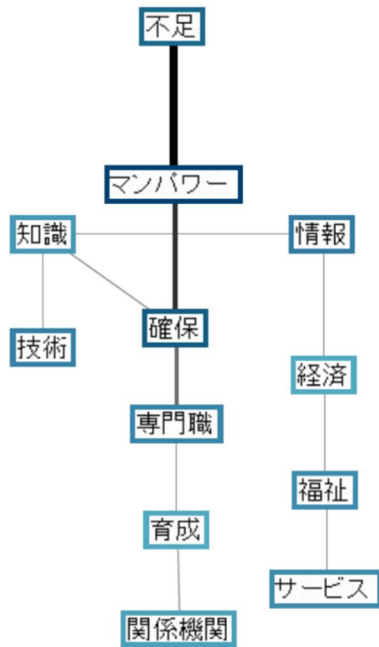 不足
マンパワー
知識
情報
確保
技術
経済
専門職
福祉
育成
サービス
関係機関